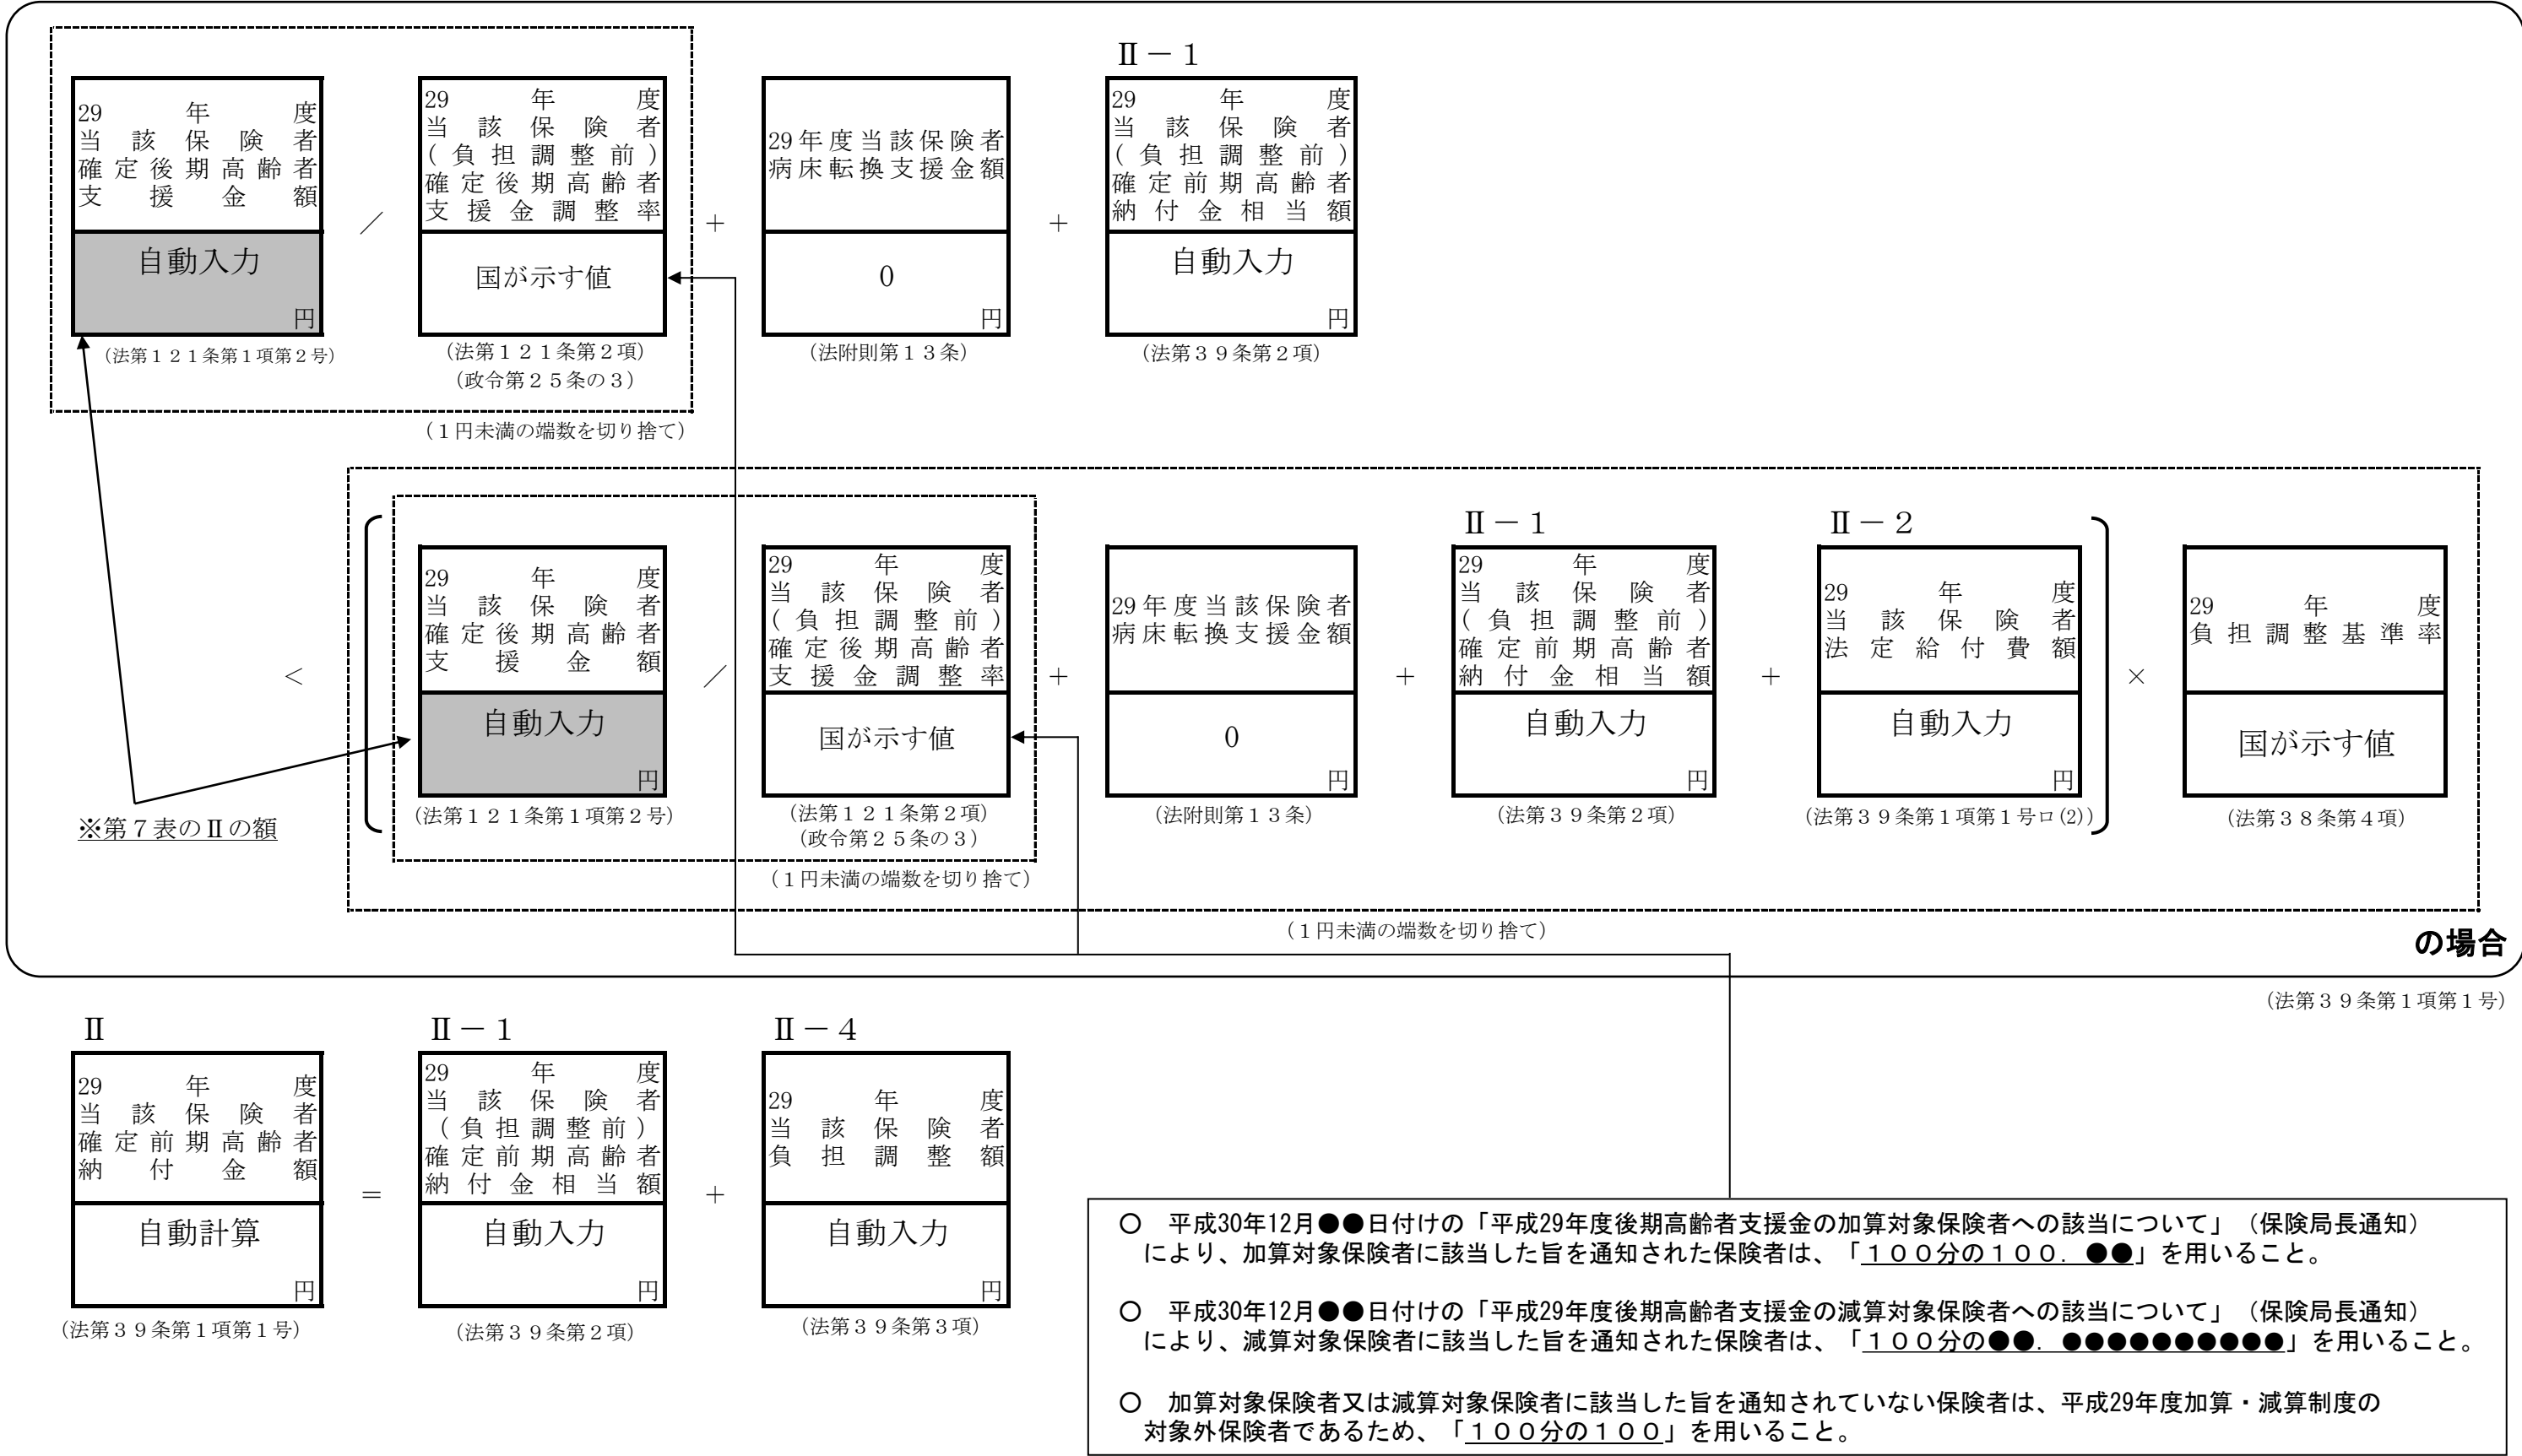 Ⅱ－１
29年度
当該保険者
確定後期高齢者
支援金額
自動入力
円
(法第１２１条第１項第２号)
／
29年度
当該保険者
(負担調整前)
確定後期高齢者
支援金調整率
国が示す値
(法第１２１条第２項)
(政令第２５条の３)
＋
29年度当該保険者
病床転換支援金額
0
円
(法附則第１３条)
＋
29年度
当該保険者
(負担調整前)
確定前期高齢者
納付金相当額
自動入力
円
(法第３９条第２項)
(１円未満の端数を切り捨て)
＜
29年度
当該保険者
確定後期高齢者
支援金額
自動入力
円
(法第１２１条第１項第２号)
／
29年度
当該保険者
(負担調整前)
確定後期高齢者
支援金調整率
国が示す値
(法第１２１条第２項)
(政令第２５条の３)
＋
29年度当該保険者
病床転換支援金額
0
円
(法附則第１３条)
＋
Ⅱ－１
29年度
当該保険者
(負担調整前)
確定前期高齢者
納付金相当額
自動入力
円
(法第３９条第２項)
＋
Ⅱ－２
29年度
当該保険者
法定給付費額
自動入力
円
(法第３９条第１項第１号ロ(2))
×
29年度
負担調整基準率
国が示す値
(法第３８条第４項)
※第７表のⅡの額
(１円未満の端数を切り捨て)
(１円未満の端数を切り捨て)
の場合
(法第３９条第１項第１号)
Ⅱ
29年度
当該保険者
確定前期高齢者
納付金額
自動計算
円
(法第３９条第１項第１号)
＝
Ⅱ－１
29年度
当該保険者
(負担調整前)
確定前期高齢者
納付金相当額
自動入力
円
(法第３９条第２項)
＋
Ⅱ－４
29年度
当該保険者
負担調整額
自動入力
円
(法第３９条第３項)
○　平成30年12月●●日付けの「平成29年度後期高齢者支援金の加算対象保険者への該当について」（保険局長通知）
により、加算対象保険者に該当した旨を通知された保険者は、「１００分の１００．●●」を用いること。
○　平成30年12月●●日付けの「平成29年度後期高齢者支援金の減算対象保険者への該当について」（保険局長通知）
により、減算対象保険者に該当した旨を通知された保険者は、「１００分の●●．●●●●●●●●●●」を用いること。
○　加算対象保険者又は減算対象保険者に該当した旨を通知されていない保険者は、平成29年度加算・減算制度の
対象外保険者であるため、「１００分の１００」を用いること。